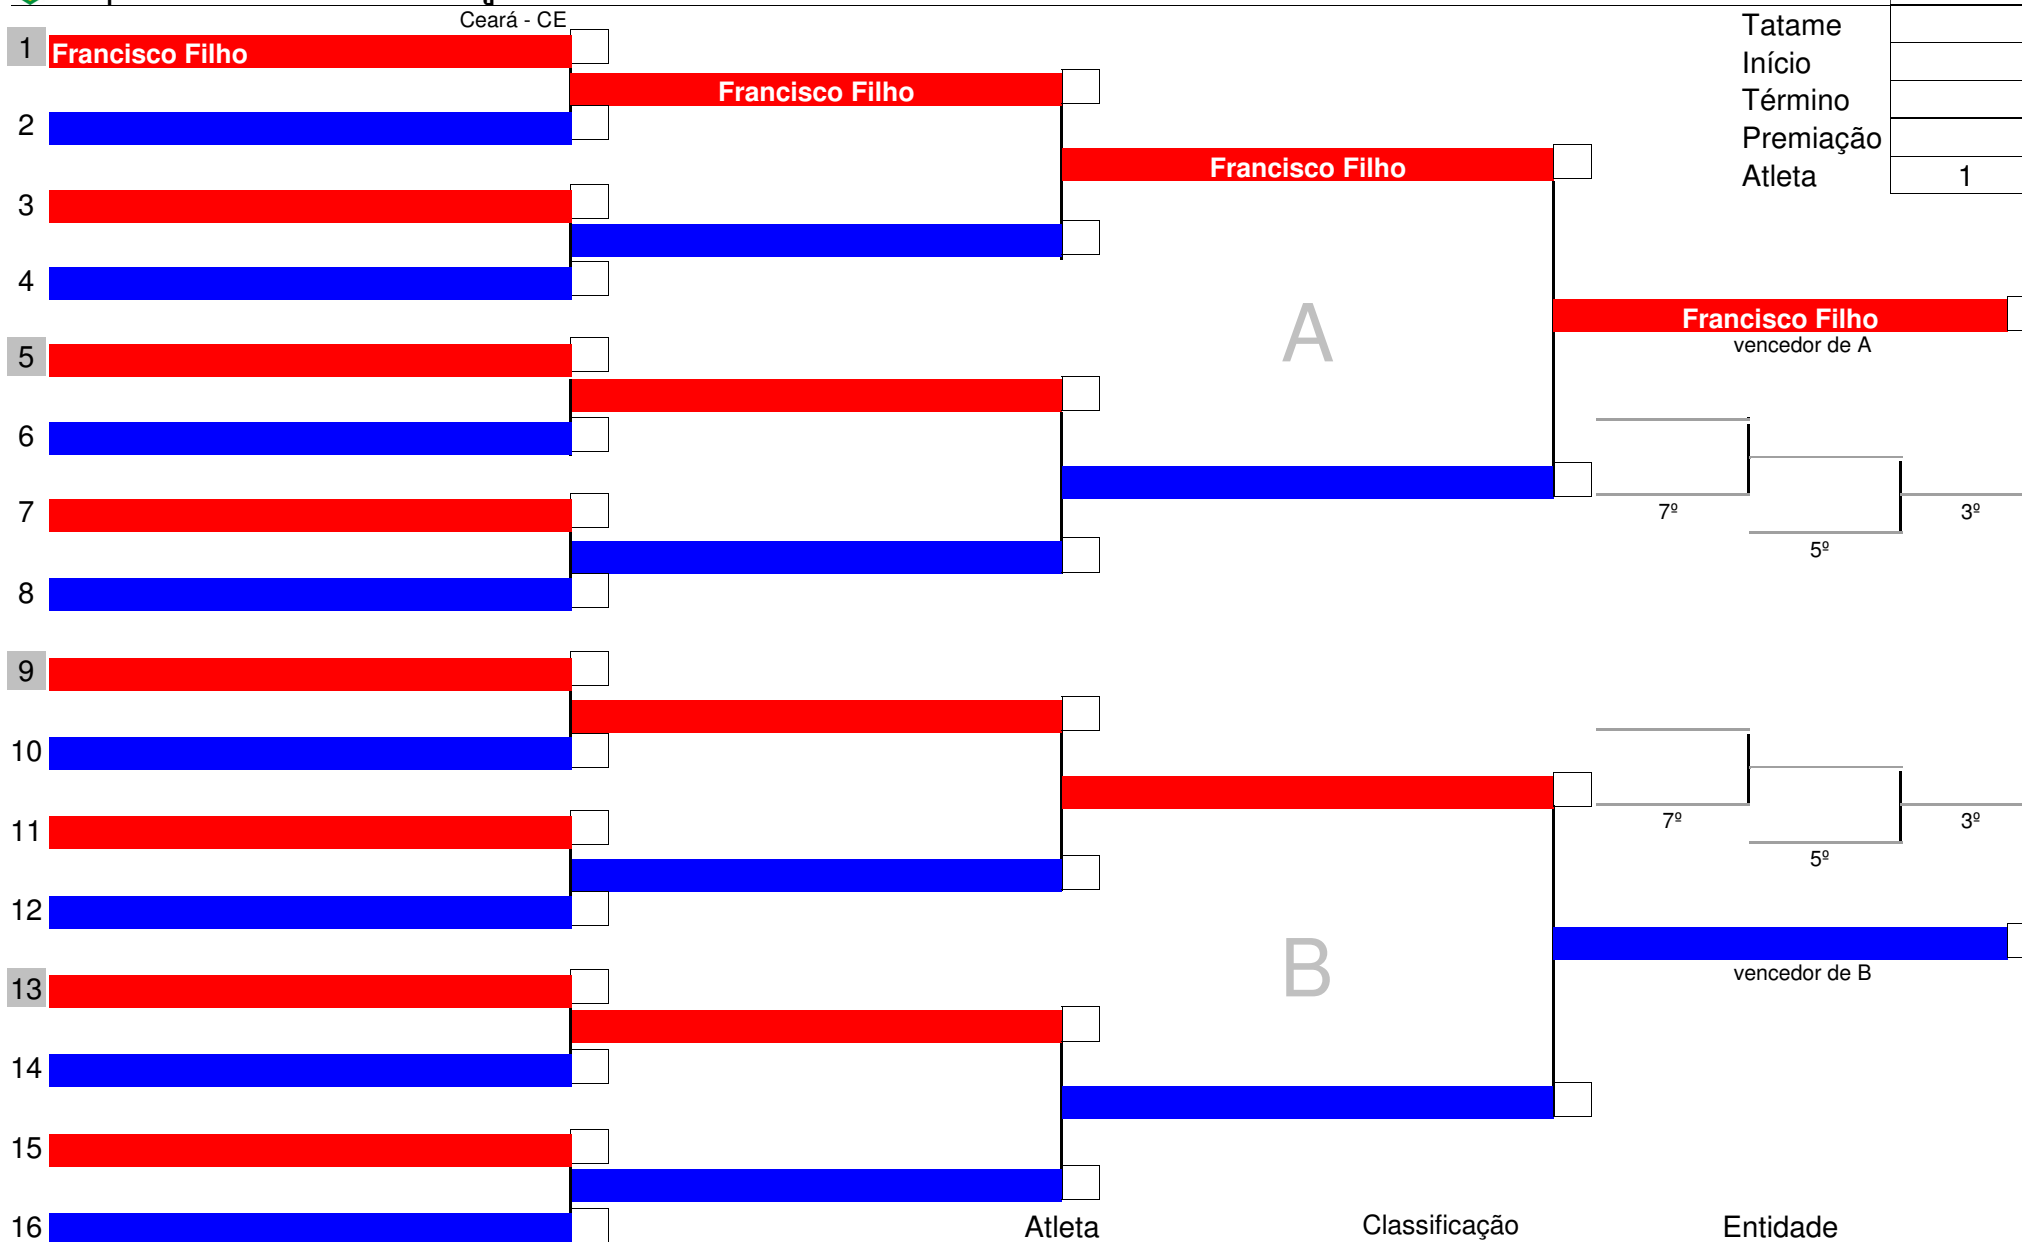 Ceará - CE
Tatame
Início
Término
Premiação
Atleta 1
1 Francisco Filho
Francisco Filho
2
Francisco Filho
3
4
A
Francisco Filho
vencedor de A
5
6
7
7º
3º
5º
8
9
10
11
7º
3º
5º
12
B
vencedor de B
13
14
15
16
Atleta Classificação Entidade